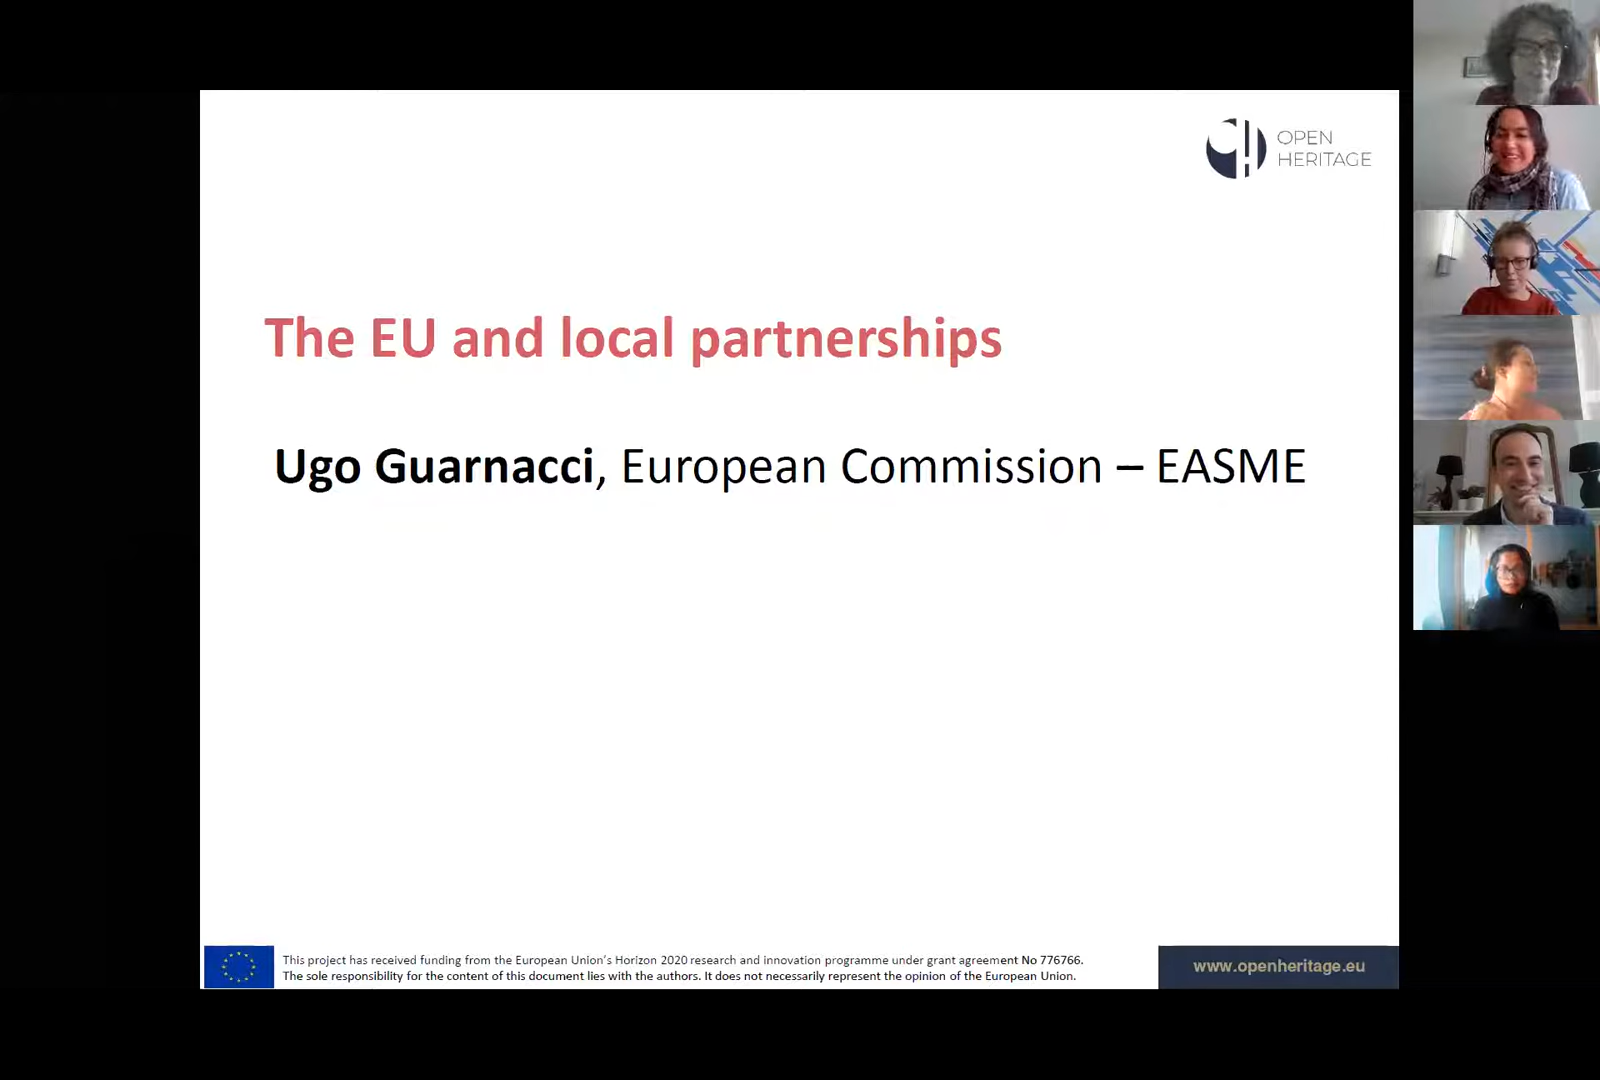 OPEN
HERITAGE
The EU and local partnerships
Ugo Guarnacci, European Commission – EASME
This project has received funding from the European Union's Horizon 2020 research and innovation programme under grant agreement No 776766.
The sole responsibility for the content of this document lies with the authors. It does not necessarily represent the opinion of the European Union.
www.openheritage.eu